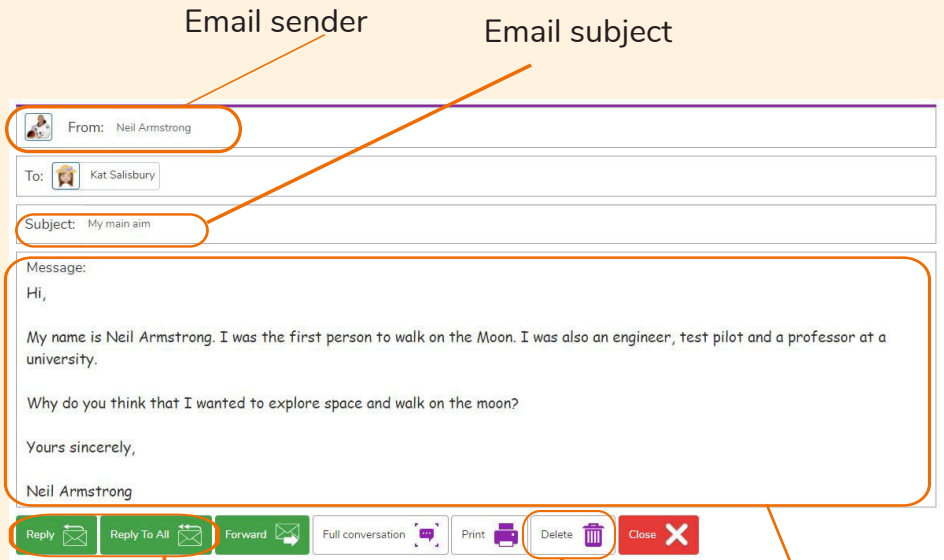 Email sender
Email subject
From: Neil Armstrong
To: Kat Salisbury
Subject: My main aim
Message:
Hi,
My name is Neil Armstrong. I was the first person to walk on the Moon. I was also an engineer, test pilot and a professor at a
university.
Why do you think that I wanted to explore space and walk on the moon?
Yours sincerely,
Neil Armstrong
Reply Reply To All Forward Full conversation Print Delete Close